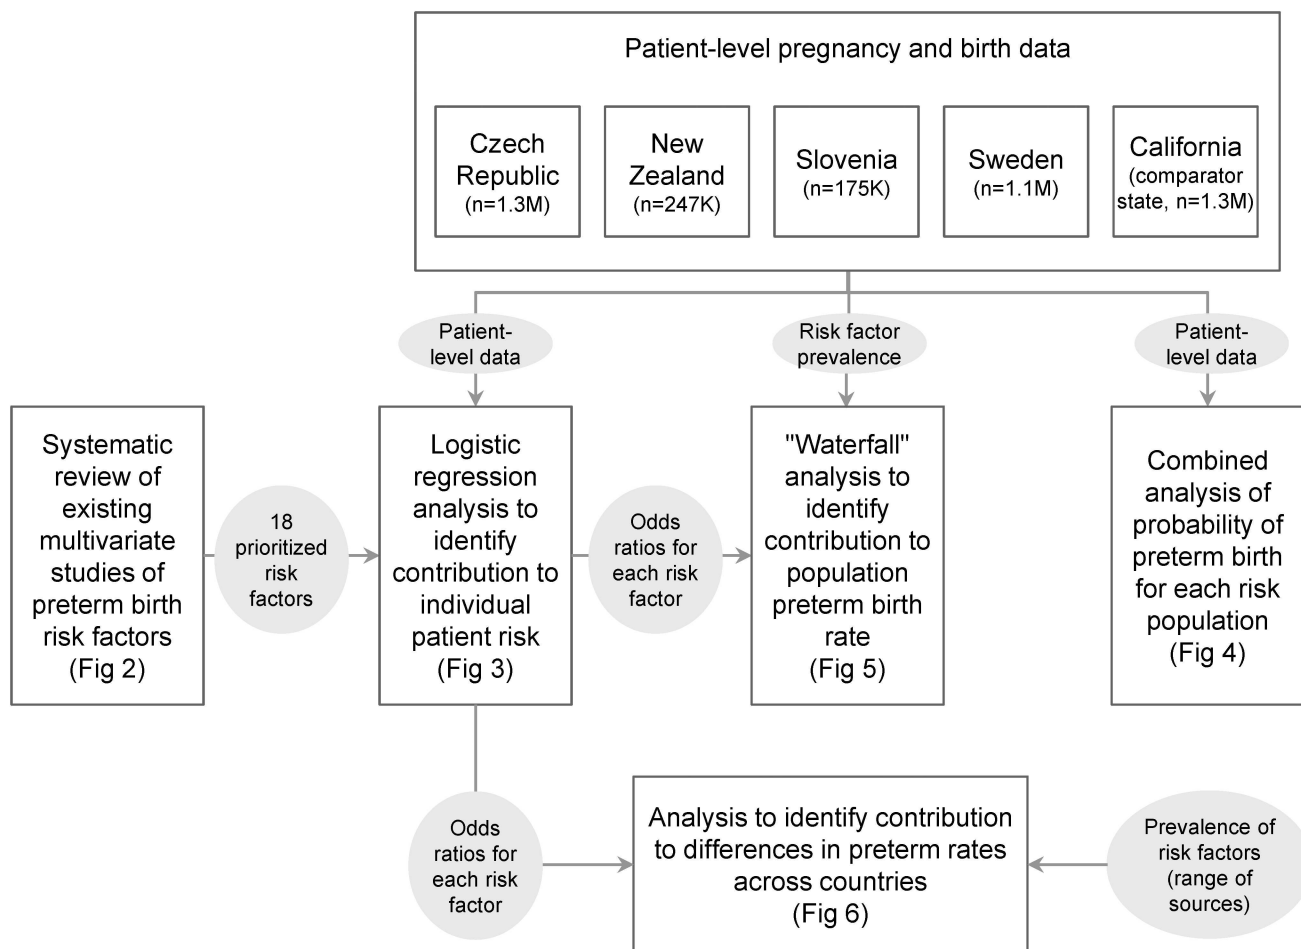 Patient-level pregnancy and birth data
Czech
Republic
(n=1.3M)
New
Zealand
(n=247K)
Slovenia
(n=175K)
Sweden
(n=1.1M)
California
(comparator
state, n=1.3M)
Patient-
level data
Risk factor
prevalence
Patient-
level data
Systematic
review of
existing
multivariate
studies of
preterm birth
risk factors
(Fig 2)
18
prioritized
risk
factors
Logistic
regression
analysis to
identify
contribution to
individual
patient risk
(Fig 3)
Odds
ratios for
each risk
factor
"Waterfall"
analysis to
identify
contribution to
population
preterm birth
rate
(Fig 5)
Combined
analysis of
probability of
preterm birth
for each risk
population
(Fig 4)
Odds
ratios for
each risk
factor
Analysis to identify contribution
to differences in preterm rates
across countries
(Fig 6)
Prevalence of
risk factors
(range of
sources)